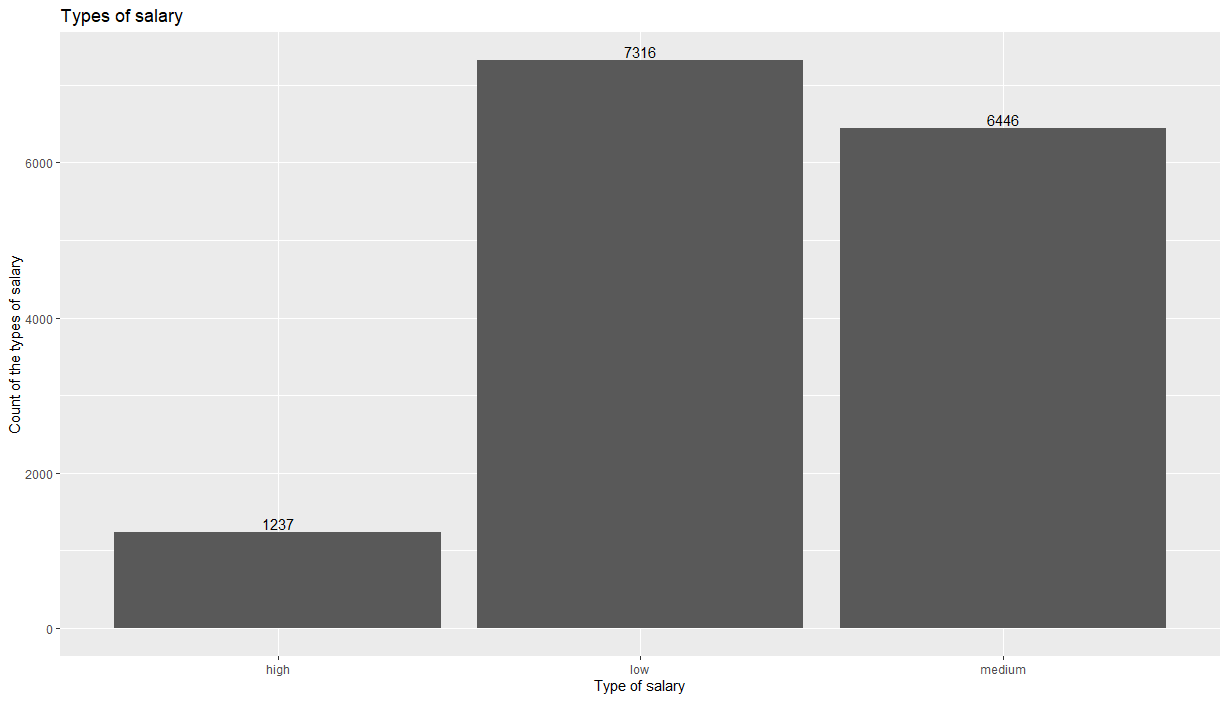 Types of salary
7316
6446
1237
6000
4000
2000
0
Count of the types of salary
high
low
medium
Type of salary